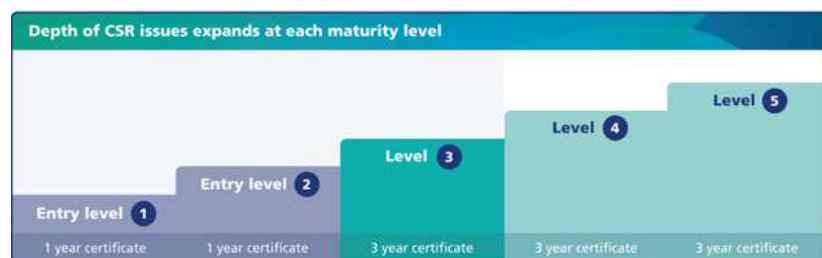 Depth of CSR issues expands at each maturity level
Level 5
Level 4
Level 3
Entry level 2
Entry level 1
1 year certificate
1 year certificate
3 year certificate
3 year certificate
3 year certificate